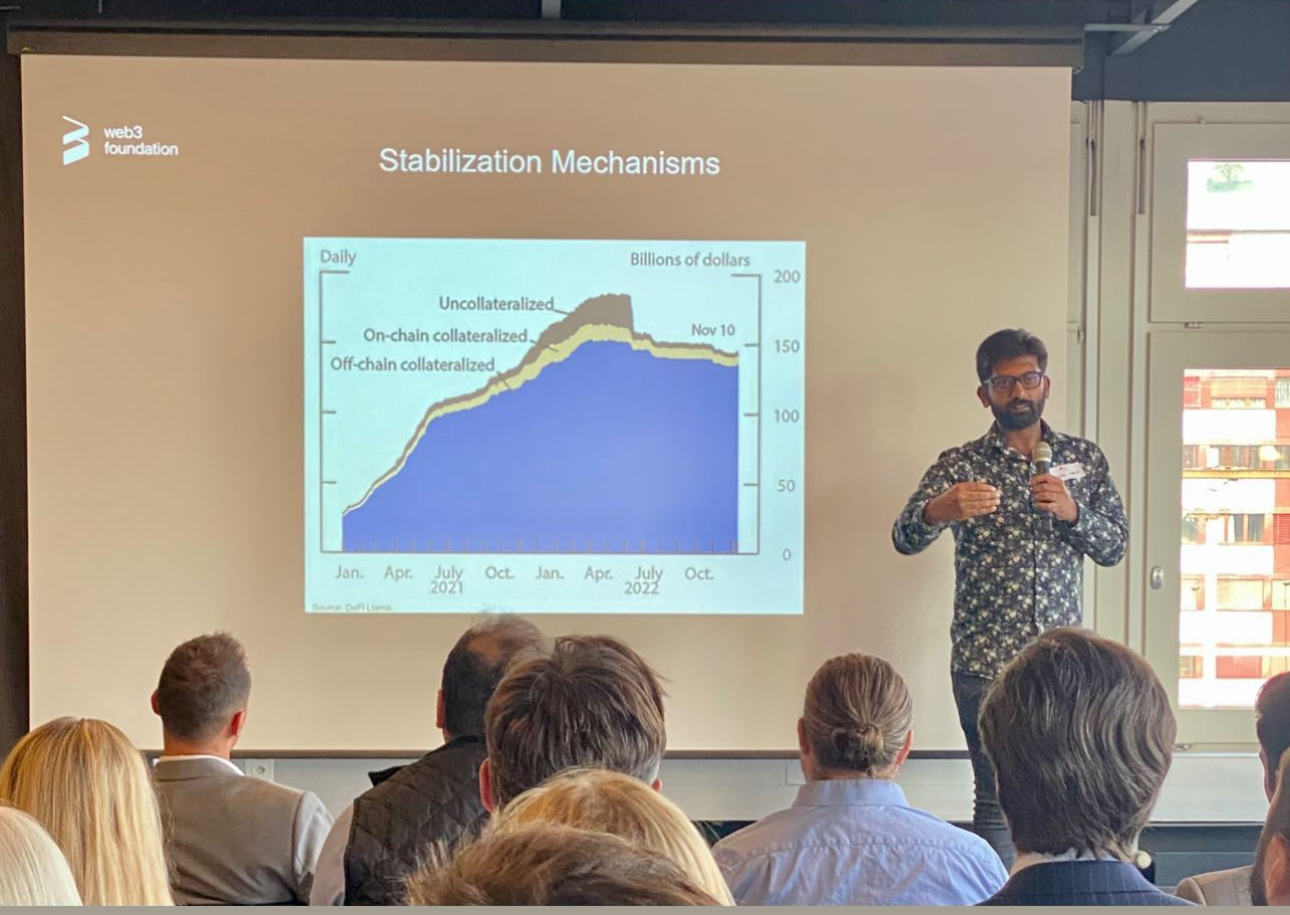 web3
foundation
Stabilization Mechanisms
Daily
Billions of dollars
200
Uncollateralized
On-chain collateralized
Nov 10
150
Off-chain collateralized
100
50
0
Jan. Apr. July Oct. Jan. Apr. July Oct.
2021 2022
Source: DeFi Llama.